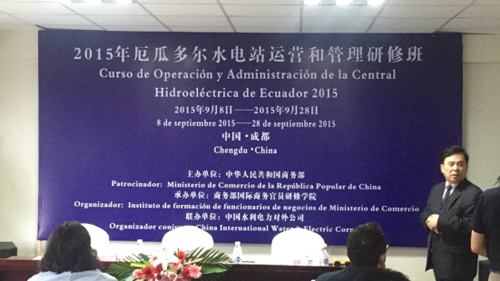 2015年厄瓜多尔水电站运营和管理研修班
Curso de Operación y Administración de la Central
Hidroeléctrica de Ecuador 2015
2015年9月8日——2015年9月28日
8 de septiembre 2015——28 de septiembre 2015
中国·成都
Chengdu·China
主办单位：中华人民共和国商务部
Patrocinador: Ministerio de Comercio de la República Popular de China
承办单位：商务部国际商务官员研修学院
Organizador: Instituto de formación de funcionarios de negocios de Ministerio de Comercio
联办单位：中国水利电力对外公司
Organizador China International Water & Electric